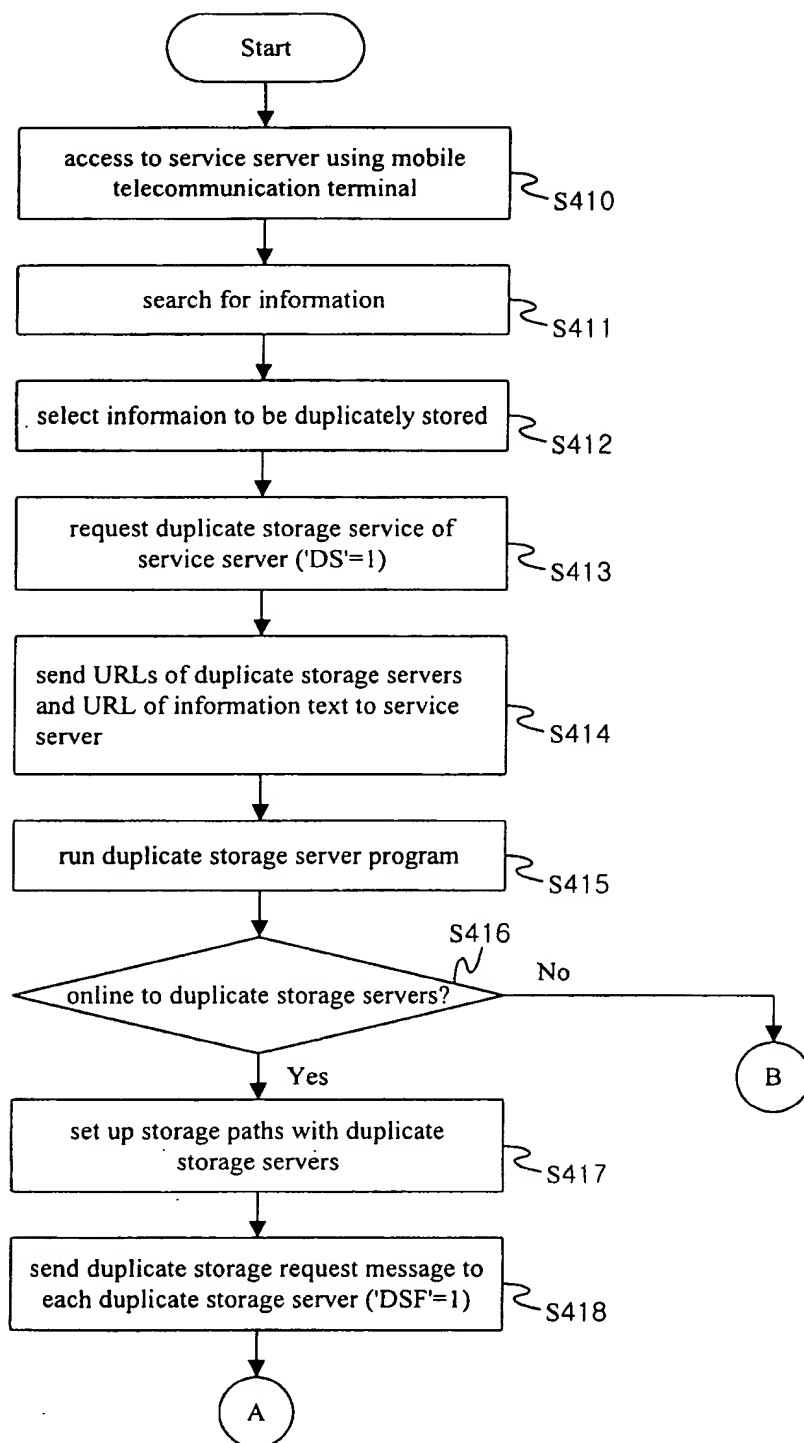 Start
access to service server using mobile
telecommunication terminal
S410
search for information
S411
select informaion to be duplicately stored
S412
request duplicate storage service of
service server ('DS'=1)
S413
send URLs of duplicate storage servers
and URL of information text to service
server
S414
run duplicate storage server program
S415
S416
online to duplicate storage servers?
No
B
Yes
set up storage paths with duplicate
storage servers
S417
send duplicate storage request message to
each duplicate storage server ('DSF'=1)
S418
A